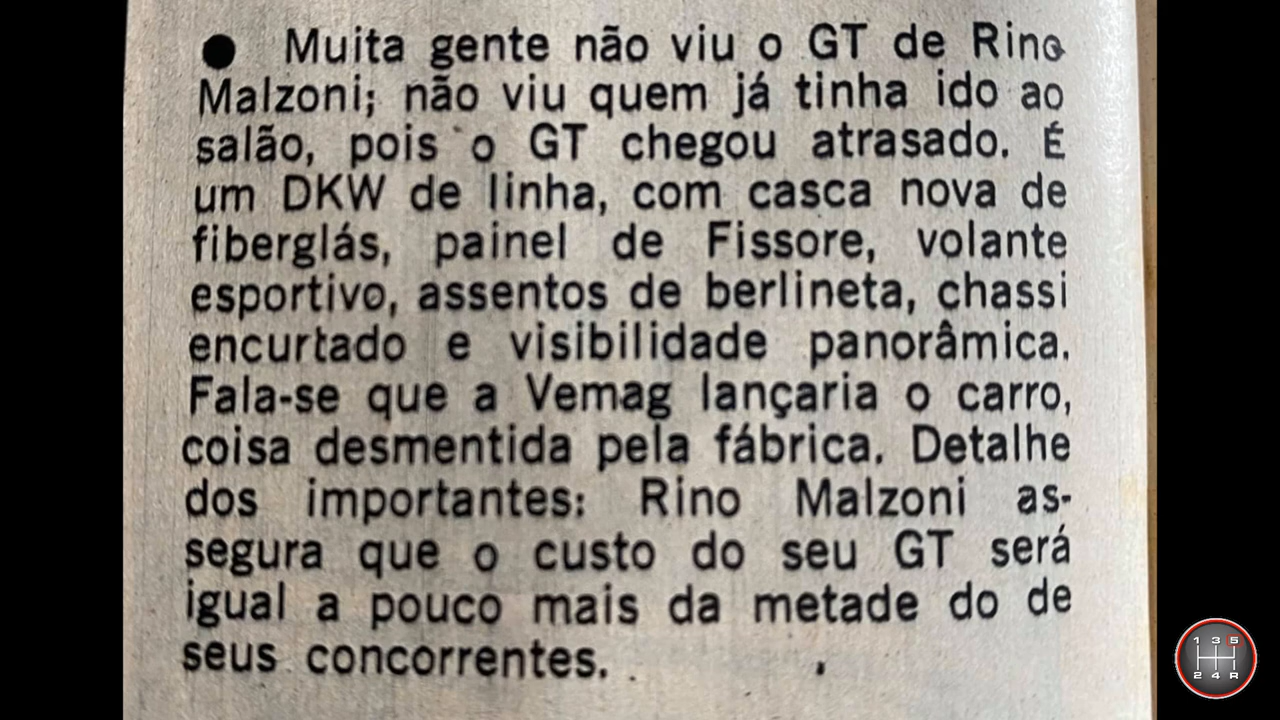 ● Muita gente não viu o GT de Rino
Malzoni; não viu quem já tinha ido ao
salão, pois o GT chegou atrasado. É
um DKW de linha, com casca nova de
fiberglás, painel de Fissore, volante
esportivo, assentos de berlineta, chassi
encurtado e visibilidade panorâmica.
Fala-se que a Vemag lançaria o carro,
coisa desmentida pela fábrica. Detalhe
dos importantes: Rino Malzoni as-
segura que o custo do seu GT será
igual a pouco mais da metade do de
seus concorrentes.
1 3 5
2 4 R